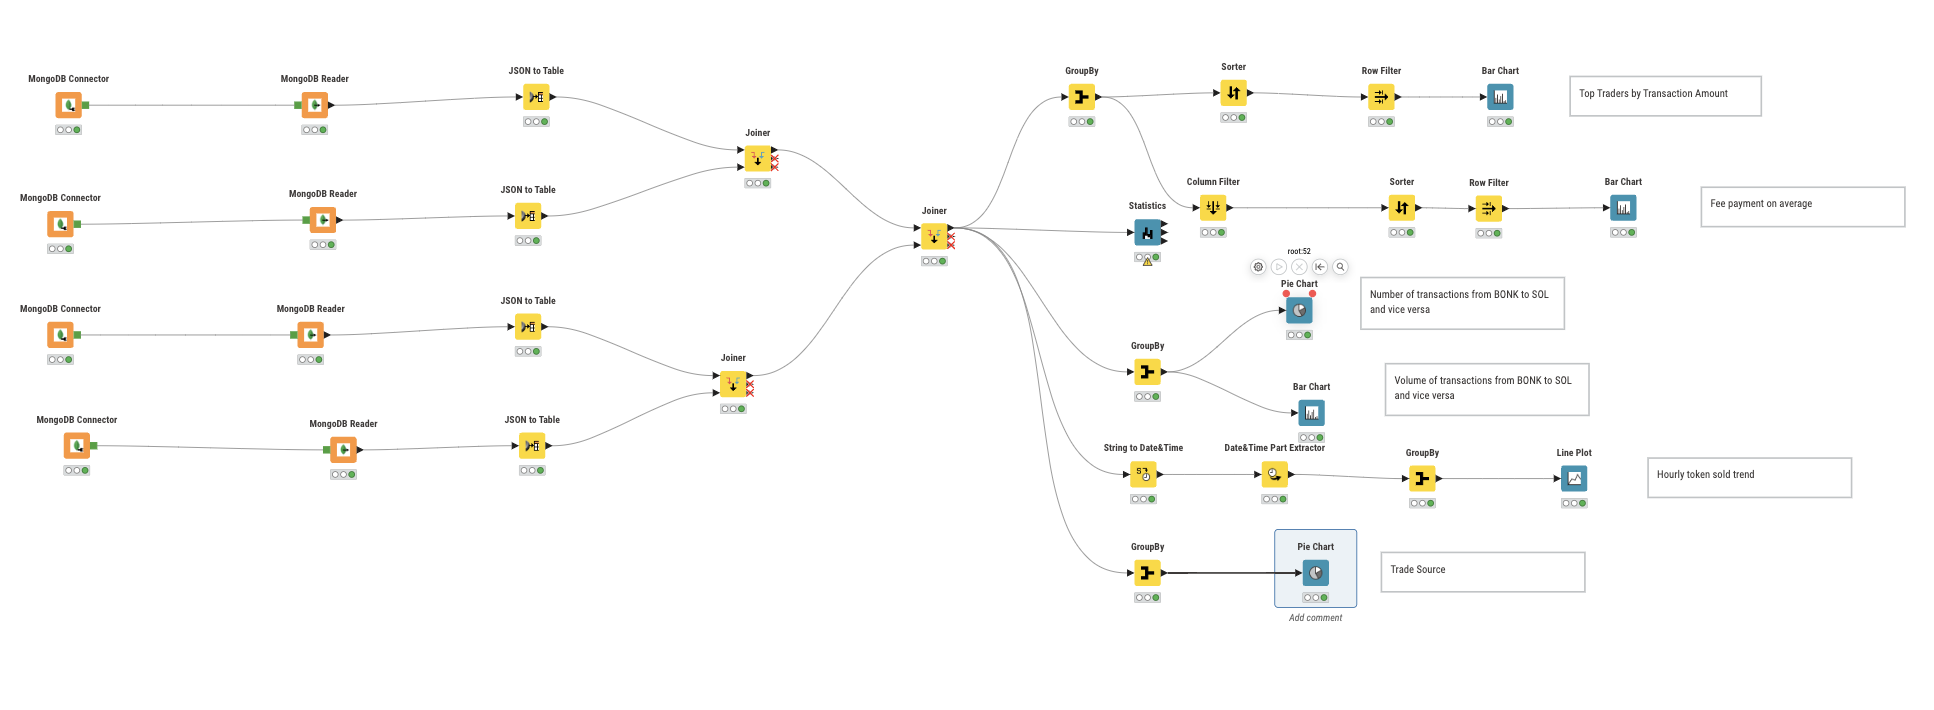 MongoDB Connector
MongoDB Reader
JSON to Table
Joiner
MongoDB Connector
MongoDB Reader
JSON to Table
MongoDB Connector
MongoDB Reader
JSON to Table
Joiner
MongoDB Connector
MongoDB Reader
JSON to Table
Joiner
GroupBy
Sorter
Row Filter
Bar Chart
Top Traders by Transaction Amount
Column Filter
Sorter
Row Filter
Bar Chart
Fee payment on average
Statistics
root:52
Pie Chart
Number of transactions from BONK to SOL
and vice versa
GroupBy
Bar Chart
Volume of transactions from BONK to SOL
and vice versa
String to Date&Time
Date&Time Part Extractor
GroupBy
Line Plot
Hourly token sold trend
GroupBy
Pie Chart
Trade Source
Add comment